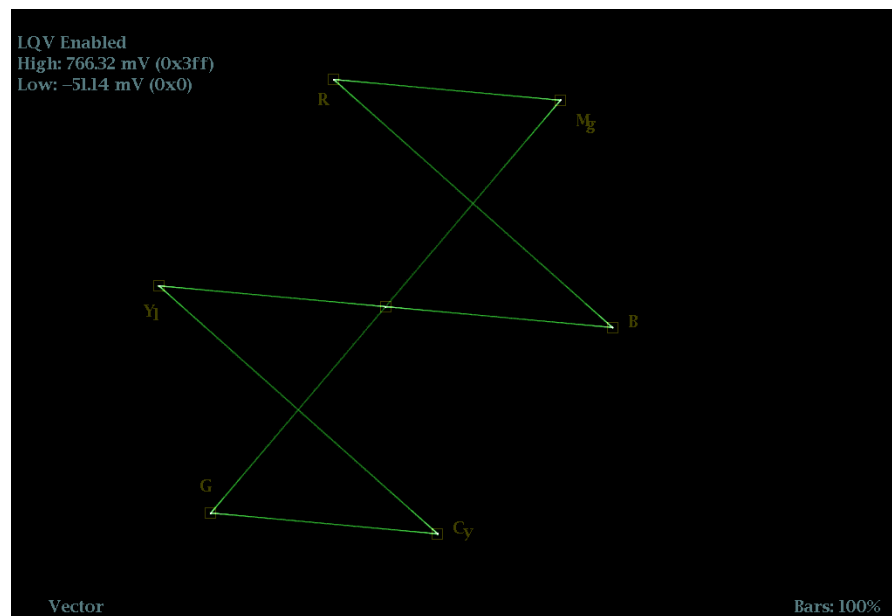 LQV Enabled
High: 766.32 mV (0x3ff)
Low: −51.14 mV (0x0)
R
Mg
Yl
B
G
Cy
Vector
Bars: 100%